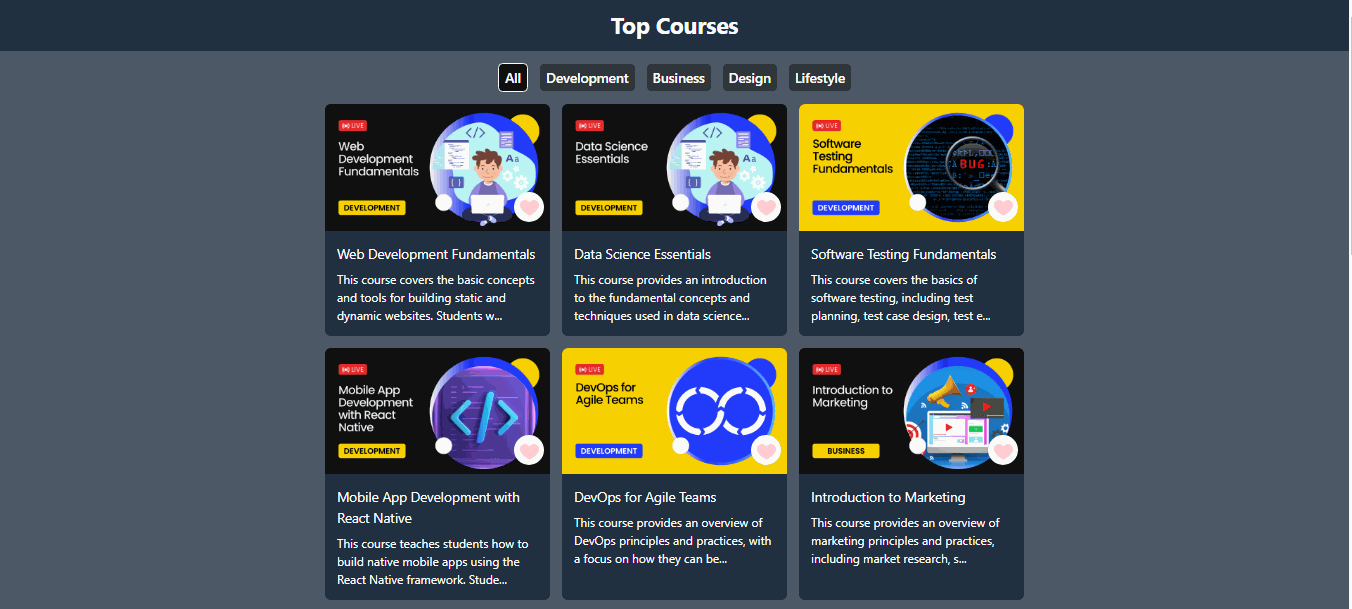 Top Courses
All
Development
Business
Design
Lifestyle
LIVE
Web
Development
Fundamentals
DEVELOPMENT
Web Development Fundamentals
This course covers the basic concepts
and tools for building static and
dynamic websites. Students w...
LIVE
Data Science
Essentials
DEVELOPMENT
Data Science Essentials
This course provides an introduction
to the fundamental concepts and
techniques used in data science...
LIVE
Software
Testing
Fundamentals
BUG
DEVELOPMENT
Software Testing Fundamentals
This course covers the basics of
software testing, including test
planning, test case design, test e...
LIVE
Mobile App
Development
with React
Native
DEVELOPMENT
Mobile App Development with
React Native
This course teaches students how to
build native mobile apps using the
React Native framework. Stude...
LIVE
DevOps for
Agile Teams
DEVELOPMENT
DevOps for Agile Teams
This course provides an overview of
DevOps principles and practices, with
a focus on how they can be...
LIVE
Introduction to
Marketing
BUSINESS
Introduction to Marketing
This course provides an overview of
marketing principles and practices,
including market research, s...